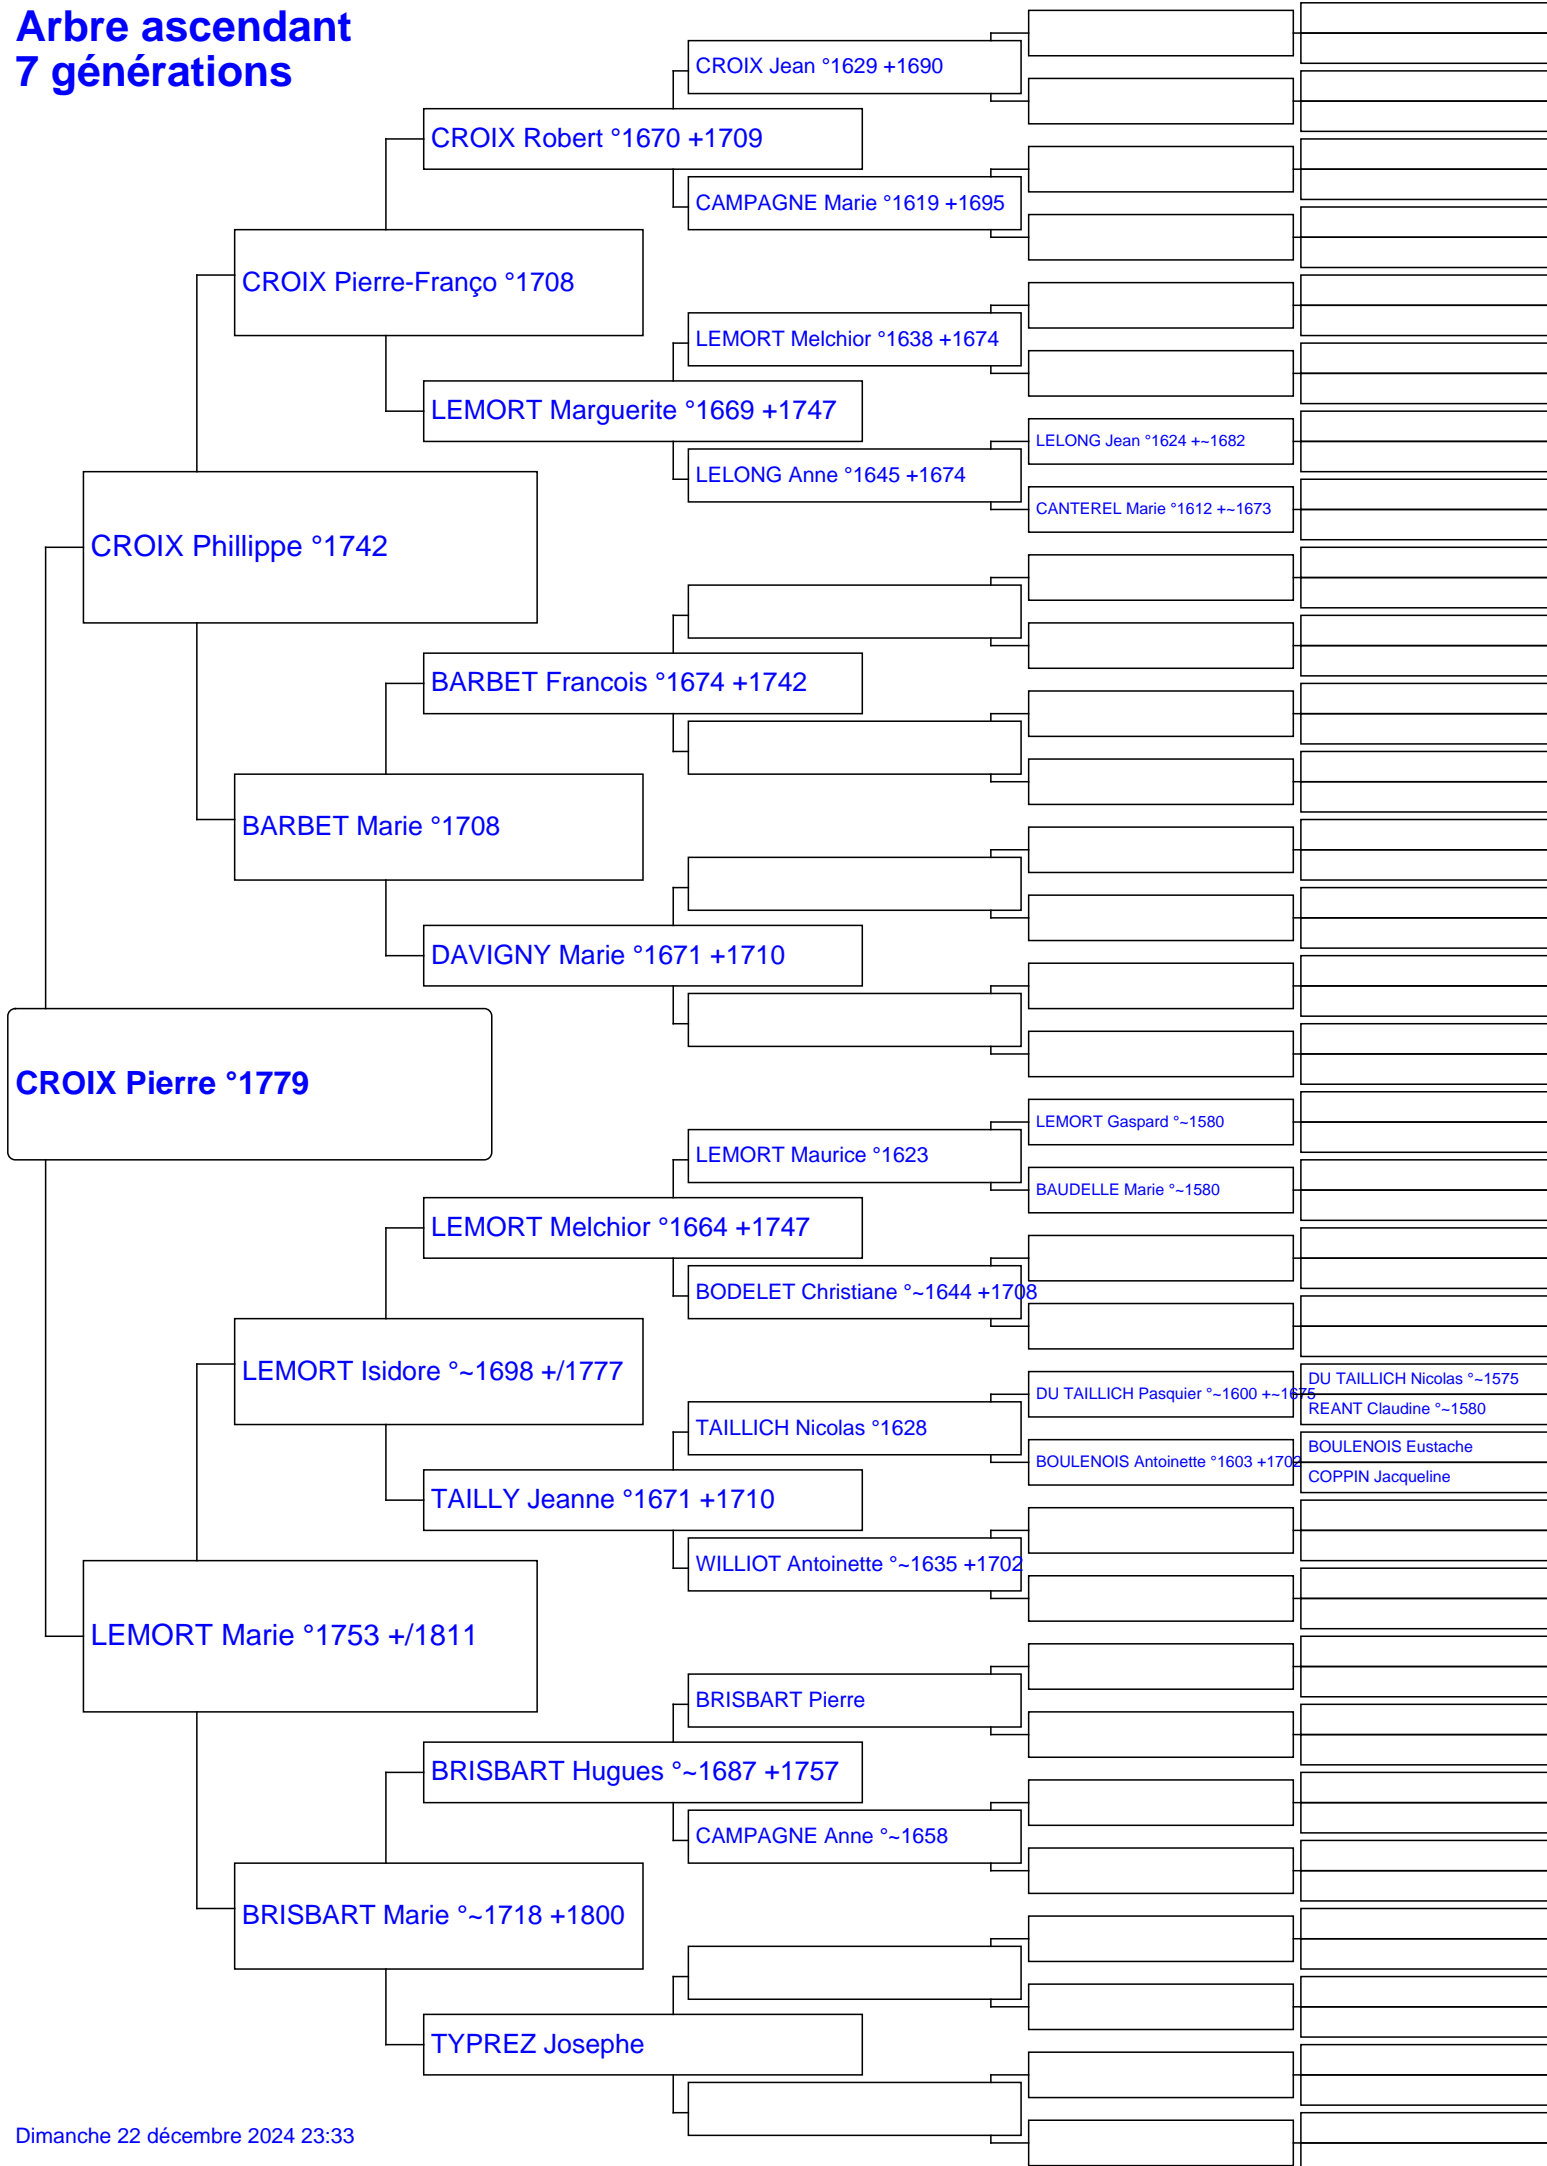 Arbre ascendant
7 générations
CROIX Jean °1629 +1690
CROIX Robert °1670 +1709
CAMPAGNE Marie °1619 +1695
CROIX Pierre-Franço °1708
LEMORT Melchior °1638 +1674
LEMORT Marguerite °1669 +1747
LELONG Jean °1624 +~1682
LELONG Anne °1645 +1674
CANTEREL Marie °1612 +~1673
CROIX Phillippe °1742
BARBET Francois °1674 +1742
BARBET Marie °1708
DAVIGNY Marie °1671 +1710
CROIX Pierre °1779
LEMORT Gaspard °~1580
LEMORT Maurice °1623
BAUDELLE Marie °~1580
LEMORT Melchior °1664 +1747
BODELET Christiane °~1644 +1708
LEMORT Isidore °~1698 +/1777
DU TAILLICH Nicolas °~1575
DU TAILLICH Pasquier °~1600 +~1675
REANT Claudine °~1580
TAILLICH Nicolas °1628
BOULENOIS Eustache
BOULENOIS Antoinette °1603 +1702
COPPIN Jacqueline
TAILLY Jeanne °1671 +1710
WILLIOT Antoinette °~1635 +1702
LEMORT Marie °1753 +/1811
BRISBART Pierre
BRISBART Hugues °~1687 +1757
CAMPAGNE Anne °~1658
BRISBART Marie °~1718 +1800
TYPREZ Josephe
Dimanche 22 décembre 2024 23:33